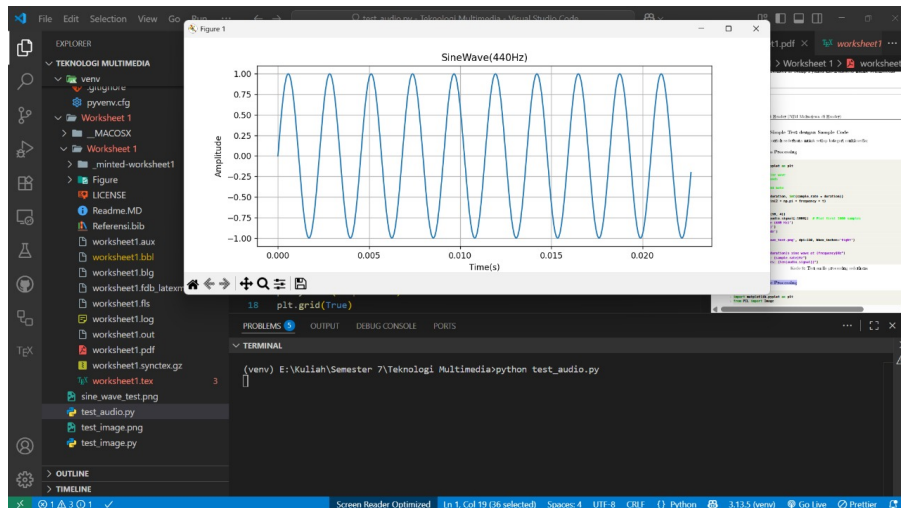 File Edit Selection View Go Run ...
test_audio.py - Teknologi Multimedia - Visual Studio Code
Figure 1
EXPLORER
TEKNOLOGI MULTIMEDIA
venv
.gitignore
pyvenv.cfg
Worksheet 1
__MACOSX
Worksheet 1
_minted-worksheet1
Figure
LICENSE
Readme.MD
Referensi.bib
worksheet1.aux
worksheet1.bbl
worksheet1.blg
worksheet1.fdb_latexm
worksheet1.fls
worksheet1.log
worksheet1.out
worksheet1.pdf
worksheet1.synctex.gz
worksheet1.tex 3
sine_wave_test.png
test_audio.py
test_image.png
test_image.py
OUTLINE
TIMELINE
SineWave(440Hz)
1.00
0.75
0.50
0.25
0.00
−0.25
−0.50
−0.75
−1.00
Amplitude
0.000 0.005 0.010 0.015 0.020
Time(s)
t1.pdf worksheet1 ...
> Worksheet 1 > worksheet
18 plt.grid(True)
PROBLEMS 5 OUTPUT DEBUG CONSOLE PORTS
TERMINAL
(venv) E:\Kuliah\Semester 7\Teknologi Multimedia>python test_audio.py
1 3 1
Screen Reader Optimized Ln 1, Col 19 (36 selected) Spaces: 4 UTF-8 CRLF {} Python 3.13.5 (venv) Go Live Prettier